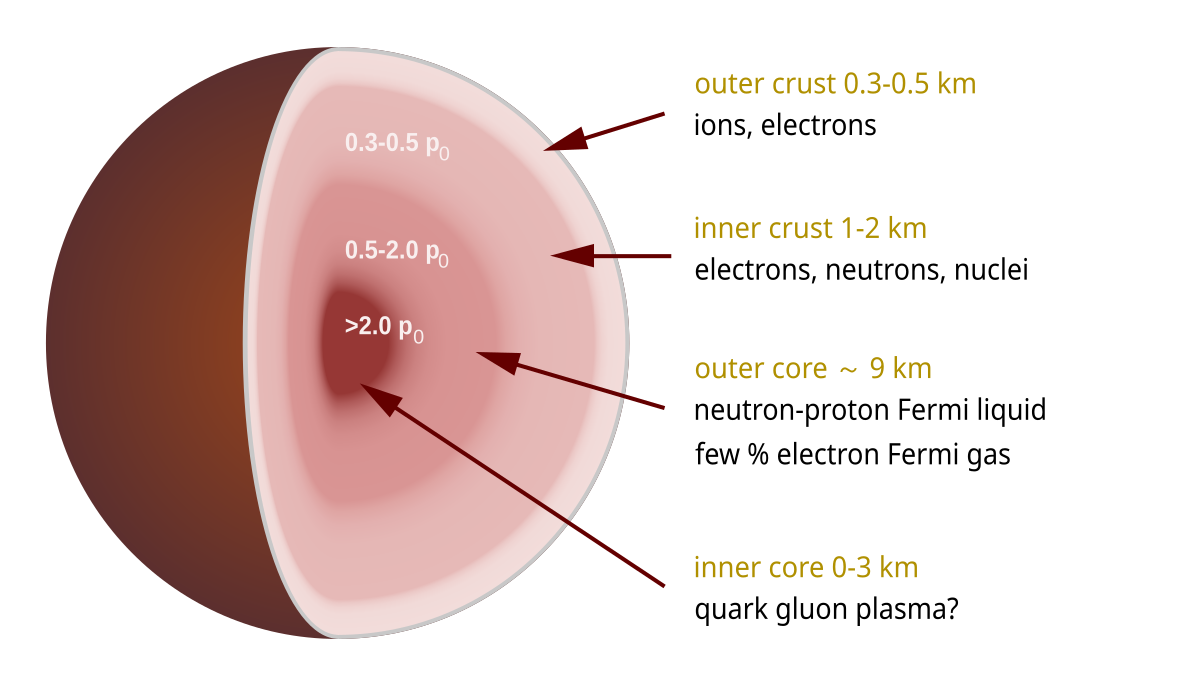 outer crust 0.3-0.5 km
ions, electrons
0.3-0.5 p₀
inner crust 1-2 km
electrons, neutrons, nuclei
0.5-2.0 p₀
>2.0 p₀
outer core ～ 9 km
neutron-proton Fermi liquid
few % electron Fermi gas
inner core 0-3 km
quark gluon plasma?